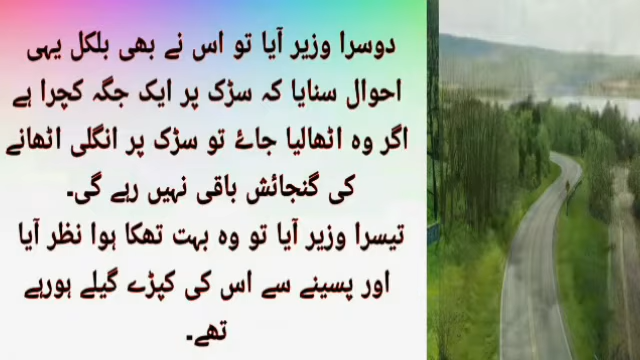 دوسرا وزیر آیا تو اس نے بھی بلکل یہی
احوال سنایا کہ سڑک پر ایک جگہ کچرا ہے
اگر وہ اٹھالیا جاۓ تو سڑک پر انگلی اٹھانے
کی گنجائش باقی نہیں رہے گی۔
تیسرا وزیر آیا تو وہ بہت تھکا ہوا نظر آیا
اور پسینے سے اس کی کپڑے گیلے ہورہے
تھے۔